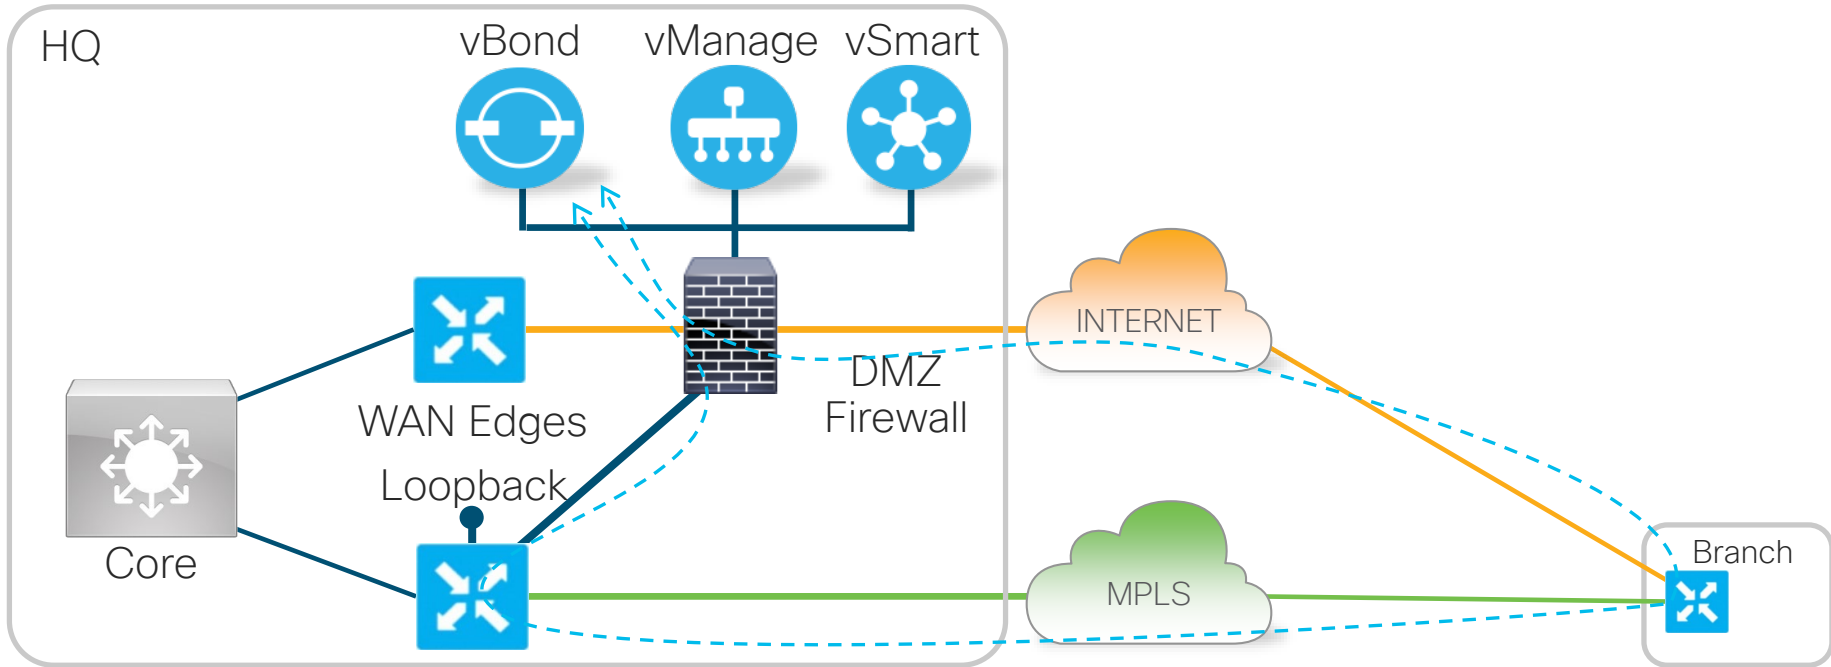 HQ
vBond
vManage
vSmart
INTERNET
DMZ
Firewall
WAN Edges
Loopback
Core
MPLS
Branch